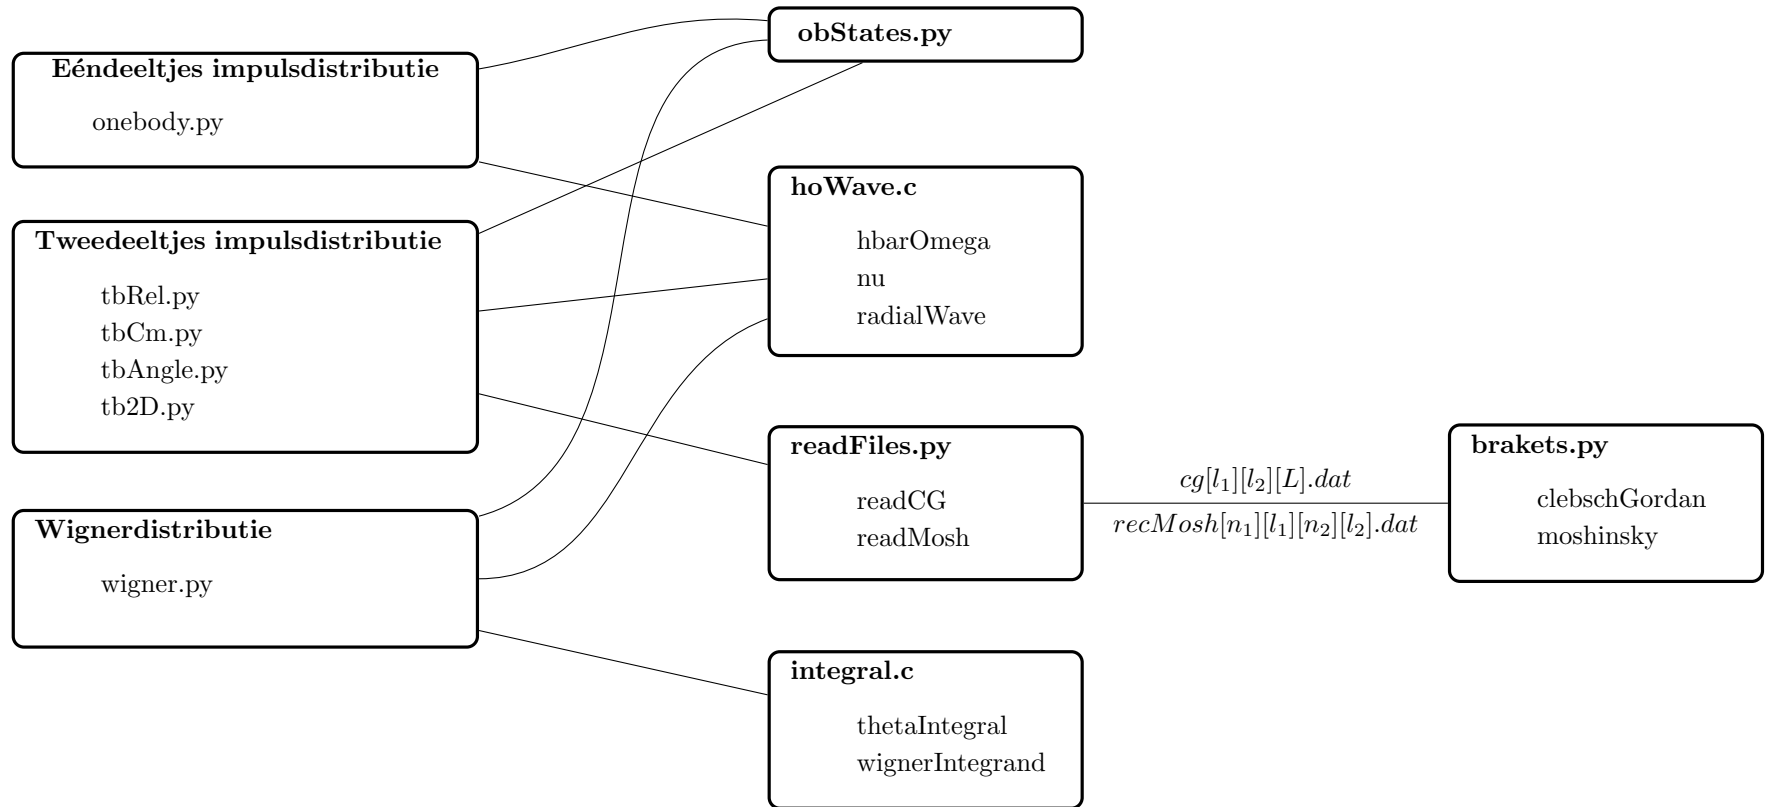 Eéndeeltjes impulsdistributie
onebody.py
Tweedeeltjes impulsdistributie
tbRel.py
tbCm.py
tbAngle.py
tb2D.py
Wignerdistributie
wigner.py
obStates.py
hoWave.c
hbarOmega
nu
radialWave
readFiles.py
readCG
readMosh
integral.c
thetaIntegral
wignerIntegrand
cg[l₁][l₂][L].dat
recMosh[n₁][l₁][n₂][l₂].dat
brakets.py
clebschGordan
moshinsky